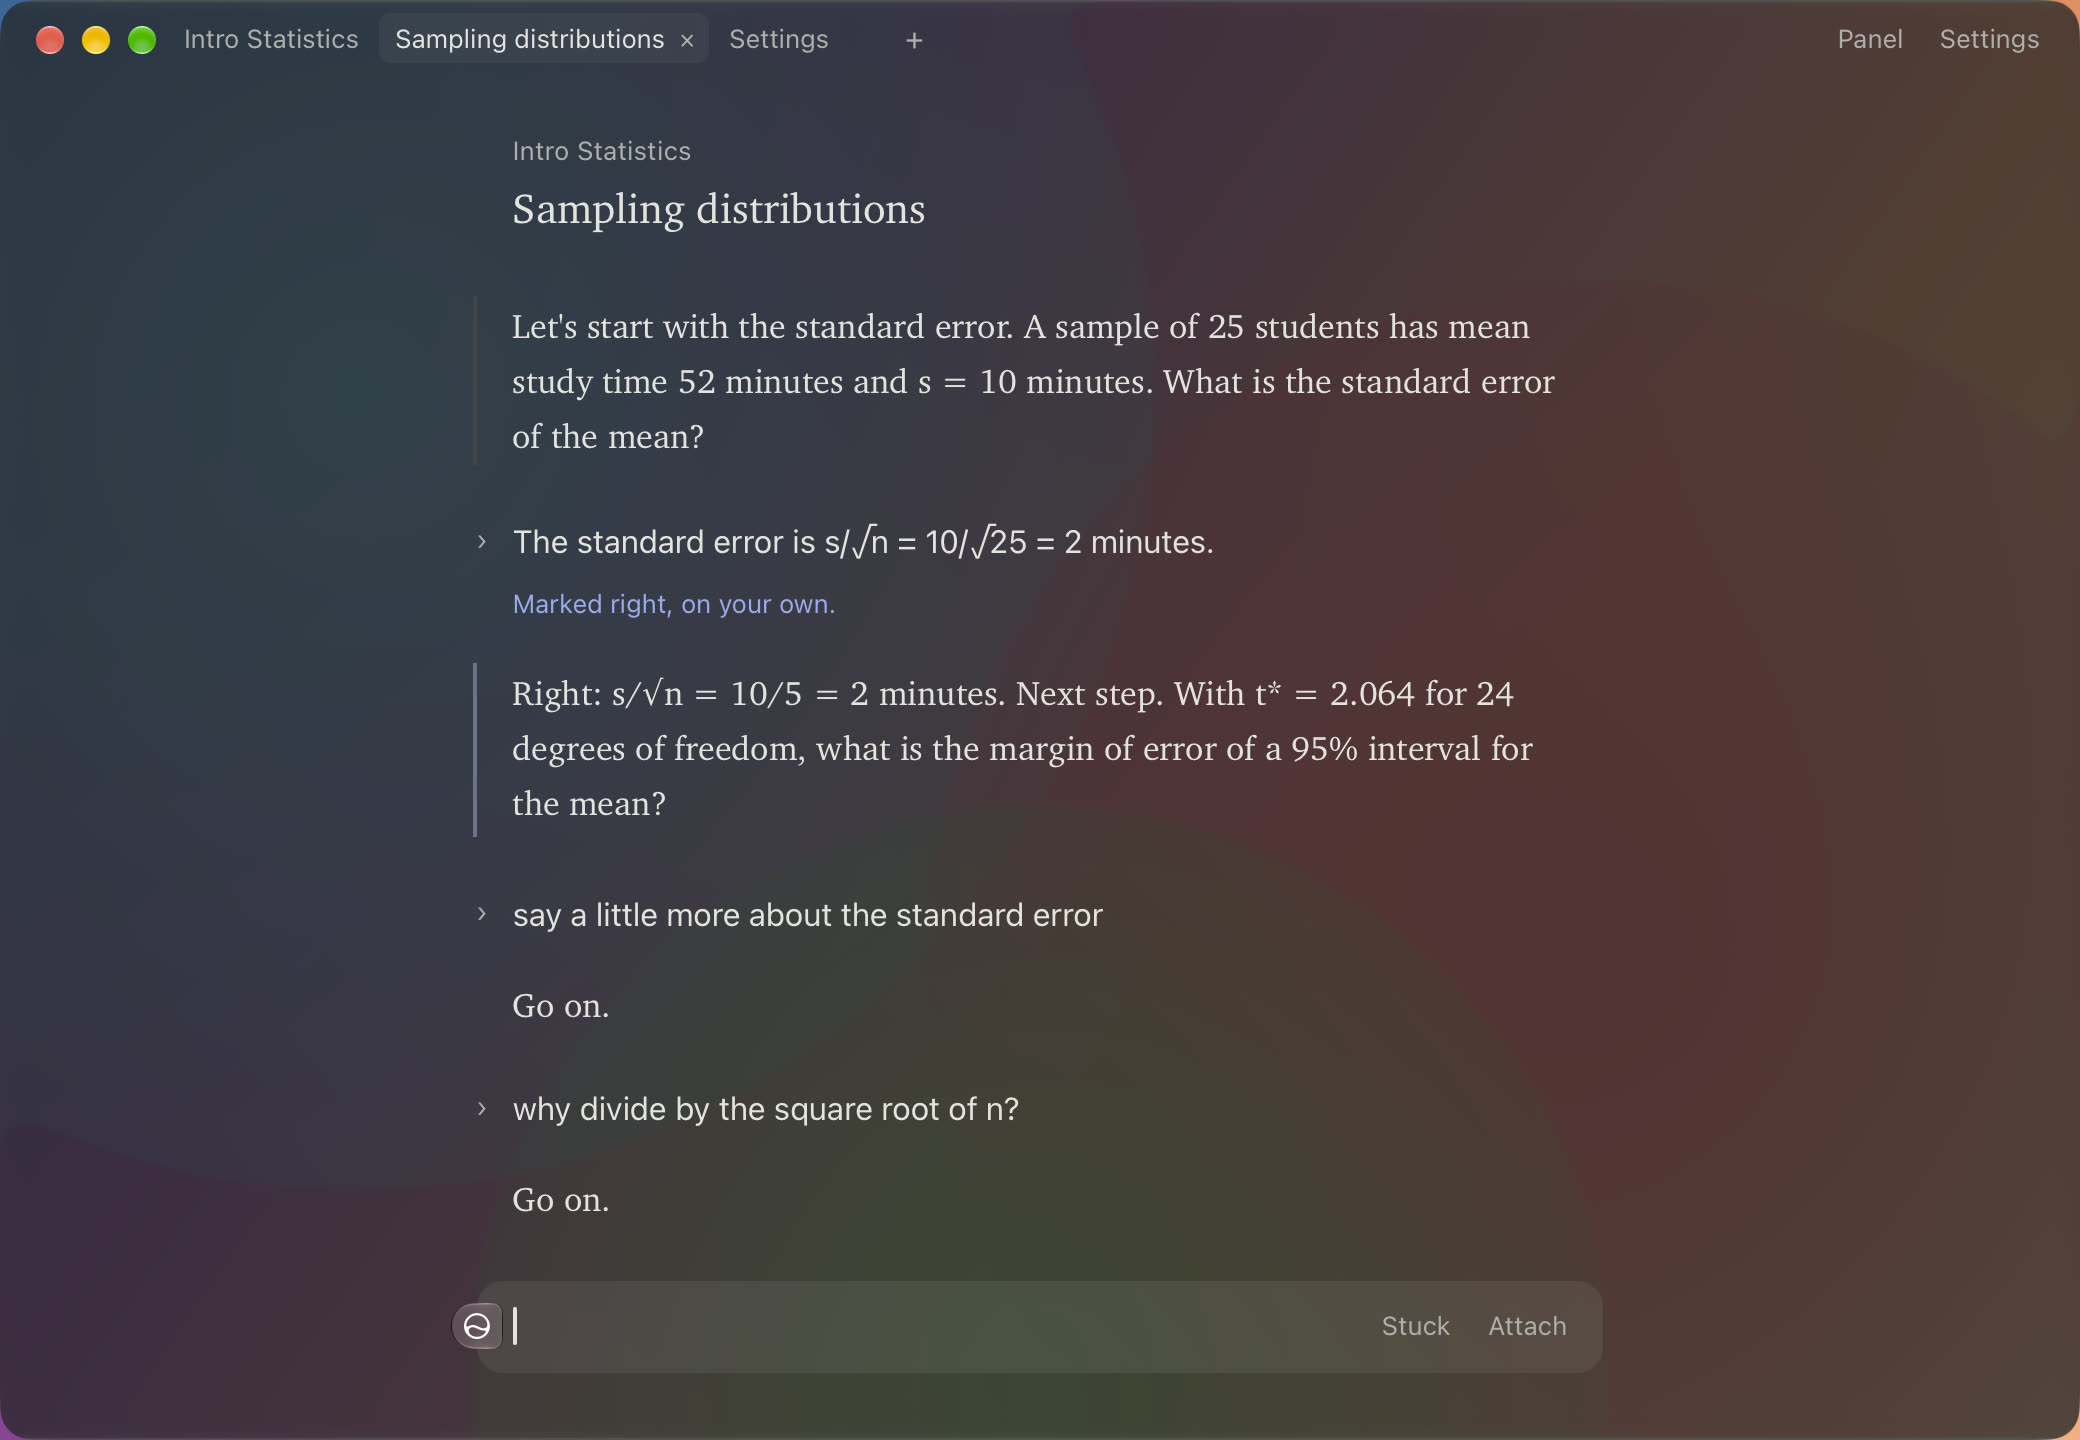 Intro Statistics
Sampling distributions ×
Settings
+
Panel
Settings
Intro Statistics
Sampling distributions
Let's start with the standard error. A sample of 25 students has mean
study time 52 minutes and s = 10 minutes. What is the standard error
of the mean?
› The standard error is s/√n = 10/√25 = 2 minutes.
Marked right, on your own.
Right: s/√n = 10/5 = 2 minutes. Next step. With t* = 2.064 for 24
degrees of freedom, what is the margin of error of a 95% interval for
the mean?
› say a little more about the standard error
Go on.
› why divide by the square root of n?
Go on.
Stuck
Attach